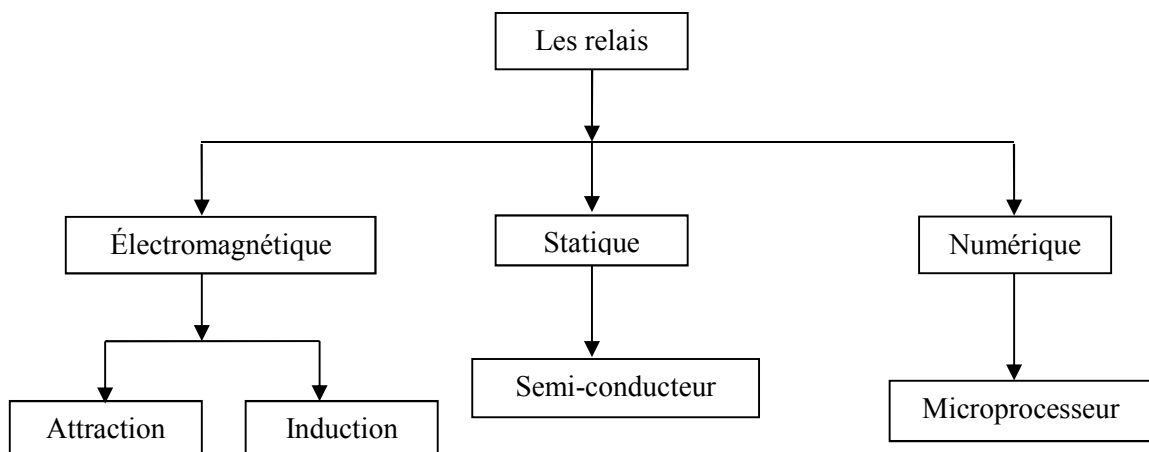 Les relais
Électromagnétique
Statique
Numérique
Semi-conducteur
Microprocesseur
Attraction
Induction